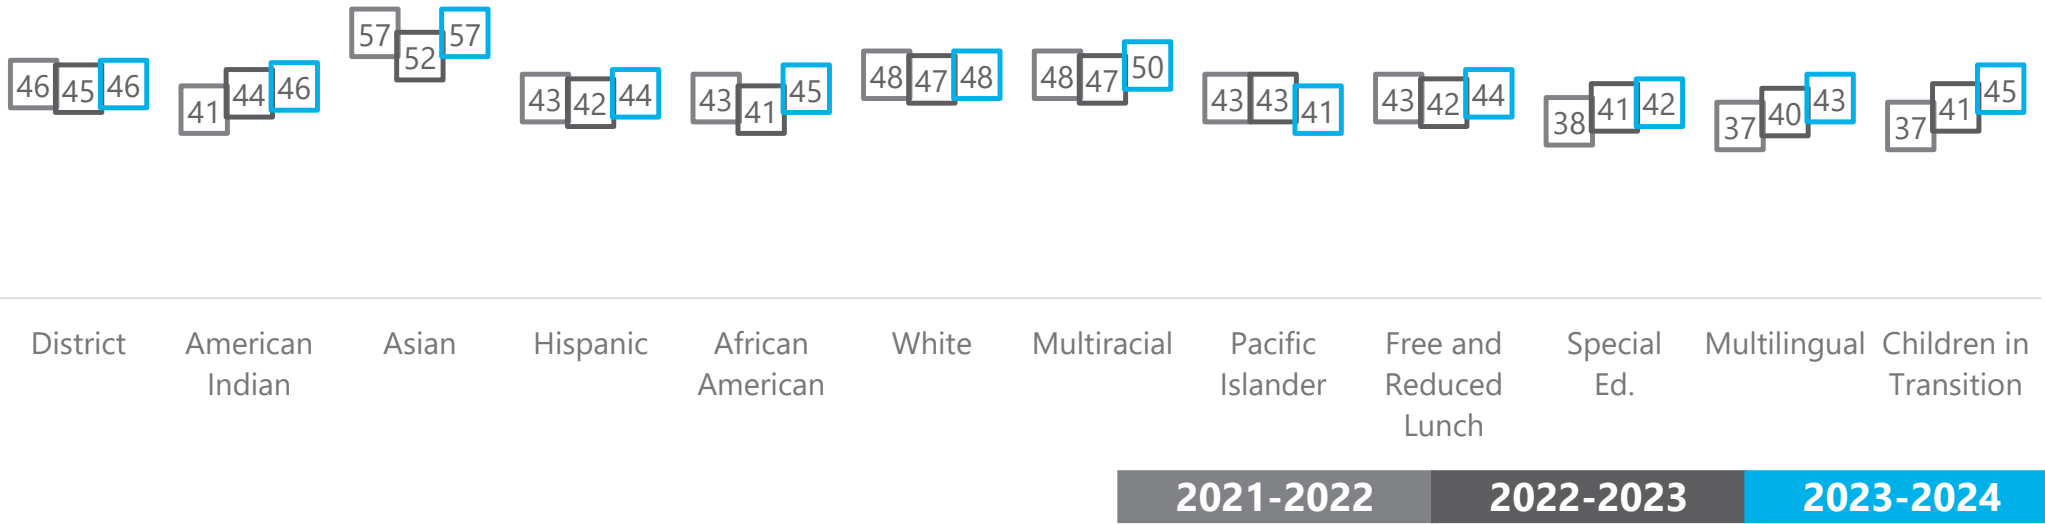 46 45 46
41 44 46
57 52 57
43 42 44
43 41 45
48 47 48
48 47 50
43 43 41
43 42 44
38 41 42
37 40 43
37 41 45
District
American
Indian
Asian
Hispanic
African
American
White
Multiracial
Pacific
Islander
Free and
Reduced
Lunch
Special
Ed.
Multilingual
Children in
Transition
2021-2022
2022-2023
2023-2024